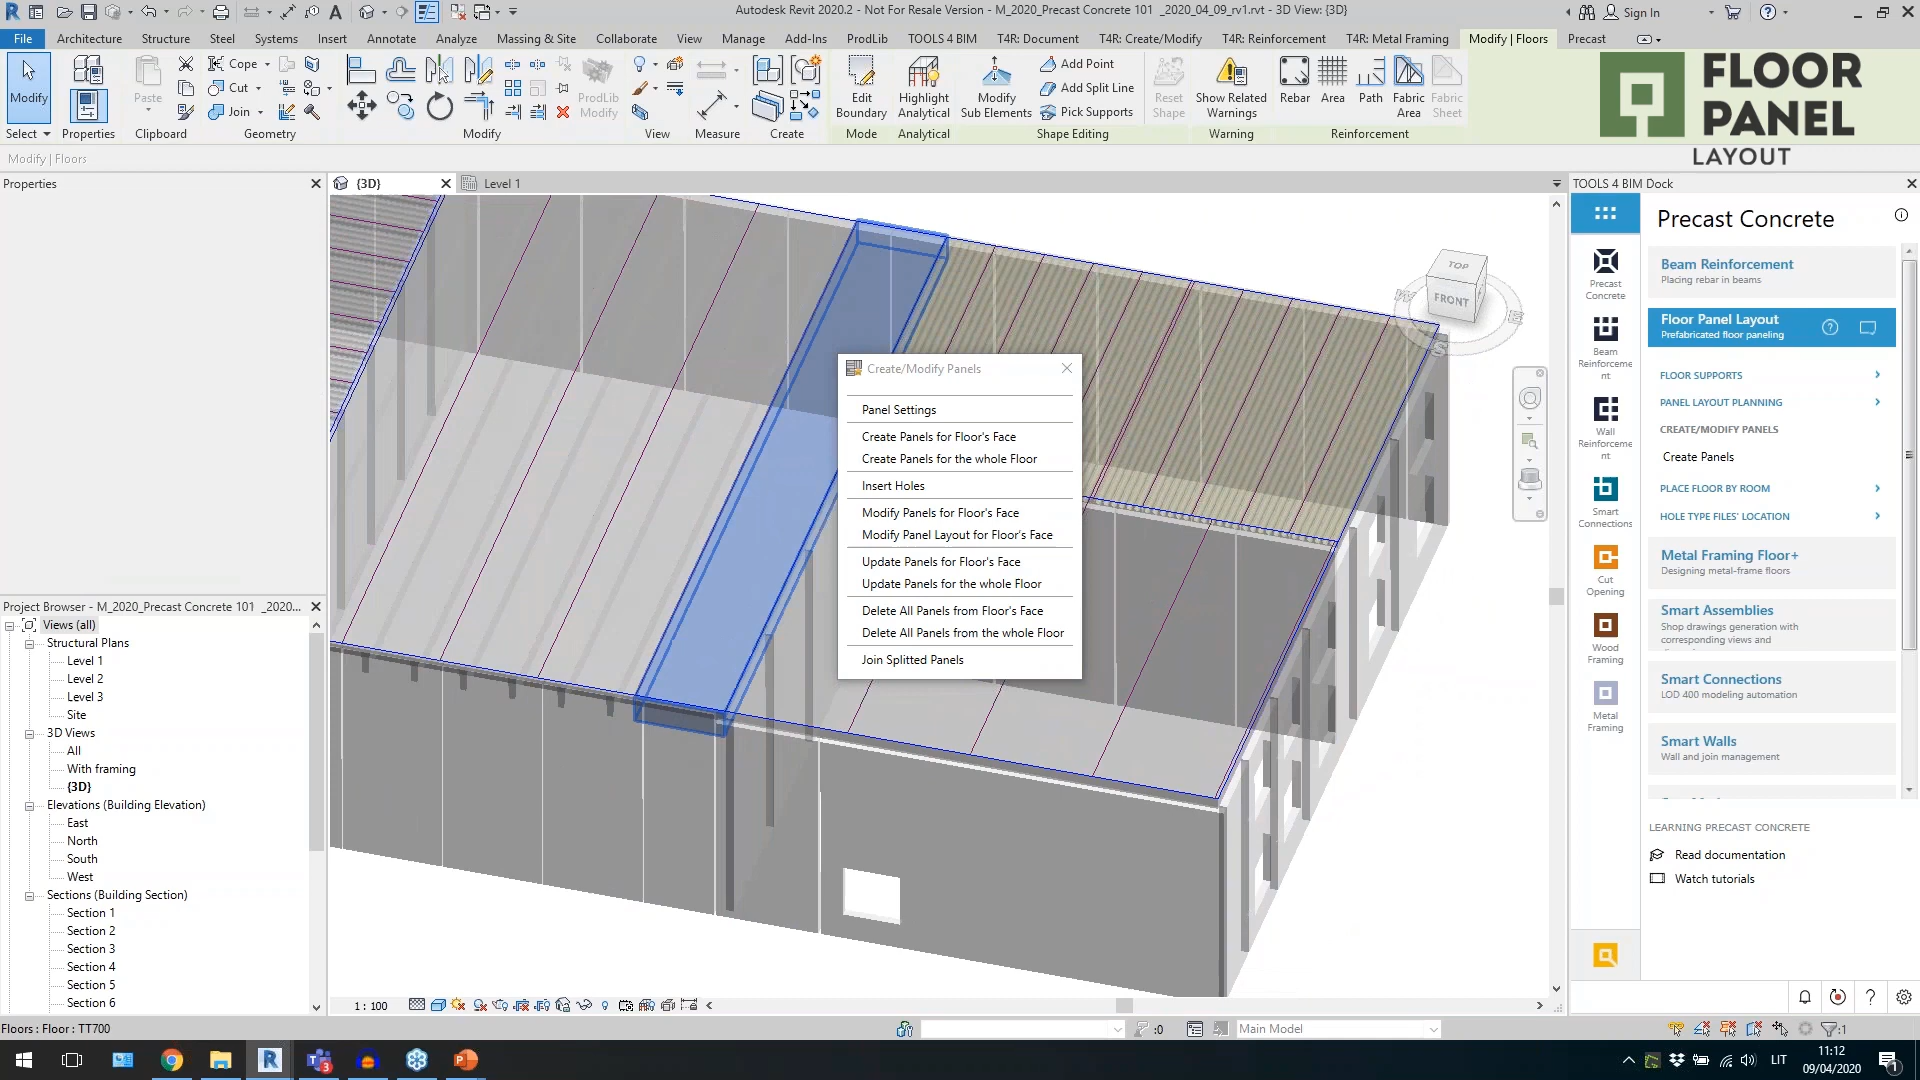 Autodesk Revit 2020.2 - Not For Resale Version - M_2020_Precast Concrete 101 _2020_04_09_rv1.rvt - 3D View: {3D}
Sign In
File Architecture Structure Steel Systems Insert Annotate Analyze Massing & Site Collaborate View Manage Add-Ins ProdLib TOOLS 4 BIM T4R: Document T4R: Create/Modify T4R: Reinforcement T4R: Metal Framing Modify | Floors Precast
Modify
Select
Properties
Paste
Clipboard
Cope
Cut
Join
Geometry
ProdLib
Modify
Modify
View
Measure
Create
Edit
Boundary
Mode
Highlight
Analytical
Analytical
Modify
Sub Elements
Add Point
Add Split Line
Pick Supports
Reset
Shape
Shape Editing
Show Related
Warnings
Warning
Rebar
Area
Path
Fabric
Area
Fabric
Sheet
Reinforcement
FLOOR
PANEL
LAYOUT
Modify | Floors
Properties
{3D}
Level 1
TOOLS 4 BIM Dock
TOP
FRONT
W
S
E
Create/Modify Panels
Panel Settings
Create Panels for Floor's Face
Create Panels for the whole Floor
Insert Holes
Modify Panels for Floor's Face
Modify Panel Layout for Floor's Face
Update Panels for Floor's Face
Update Panels for the whole Floor
Delete All Panels from Floor's Face
Delete All Panels from the whole Floor
Join Splitted Panels
Precast
Concrete
Beam
Reinforceme
nt
Wall
Reinforceme
nt
Smart
Connections
Cut
Opening
Wood
Framing
Metal
Framing
Precast Concrete
Beam Reinforcement
Placing rebar in beams
Floor Panel Layout
Prefabricated floor paneling
FLOOR SUPPORTS
PANEL LAYOUT PLANNING
CREATE/MODIFY PANELS
Create Panels
PLACE FLOOR BY ROOM
HOLE TYPE FILES' LOCATION
Metal Framing Floor+
Designing metal-frame floors
Smart Assemblies
Shop drawings generation with
corresponding views and
Smart Connections
LOD 400 modeling automation
Smart Walls
Wall and join management
LEARNING PRECAST CONCRETE
Read documentation
Watch tutorials
Project Browser - M_2020_Precast Concrete 101 _2020...
Views (all)
Structural Plans
Level 1
Level 2
Level 3
Site
3D Views
All
With framing
{3D}
Elevations (Building Elevation)
East
North
South
West
Sections (Building Section)
Section 1
Section 2
Section 3
Section 4
Section 5
Section 6
1 : 100
Floors : Floor : TT700
:0
Main Model
:1
3
LIT
11:12
09/04/2020
1